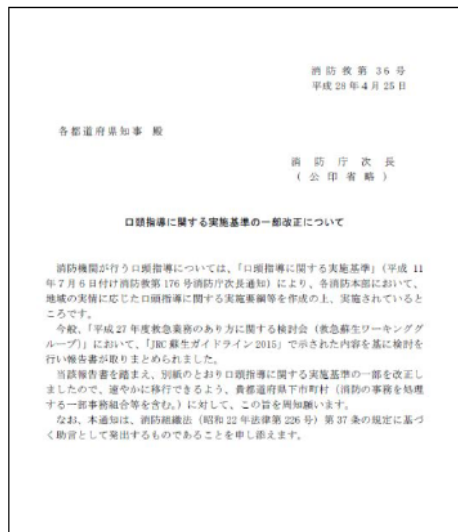 消防救第36号
平成28年4月25日
各都道府県知事 殿
消防庁次長
(公印省略)
口頭指導に関する実施基準の一部改正について
消防機関が行う口頭指導については、「口頭指導に関する実施基準」(平成11
年7月6日付け消防救第176号消防庁次長通知)により、各消防本部において、
地域の実情に応じた口頭指導に関する実施要綱等を作成の上、実施されていると
ころです。
今般、「平成27年度救急業務のあり方に関する検討会(救急蘇生ワーキンググ
ループ)」において、「JRC蘇生ガイドライン2015」で示された内容を基に検討を
行い報告書が取りまとめられました。
当該報告書を踏まえ、別紙のとおり口頭指導に関する実施基準の一部を改正し
ましたので、速やかに移行できるよう、貴都道府県下市町村(消防の事務を処理
する一部事務組合等を含む。)に対して、この旨を周知願います。
なお、本通知は、消防組織法(昭和22年法律第226号)第37条の規定に基づ
く助言として発出するものであることを申し添えます。